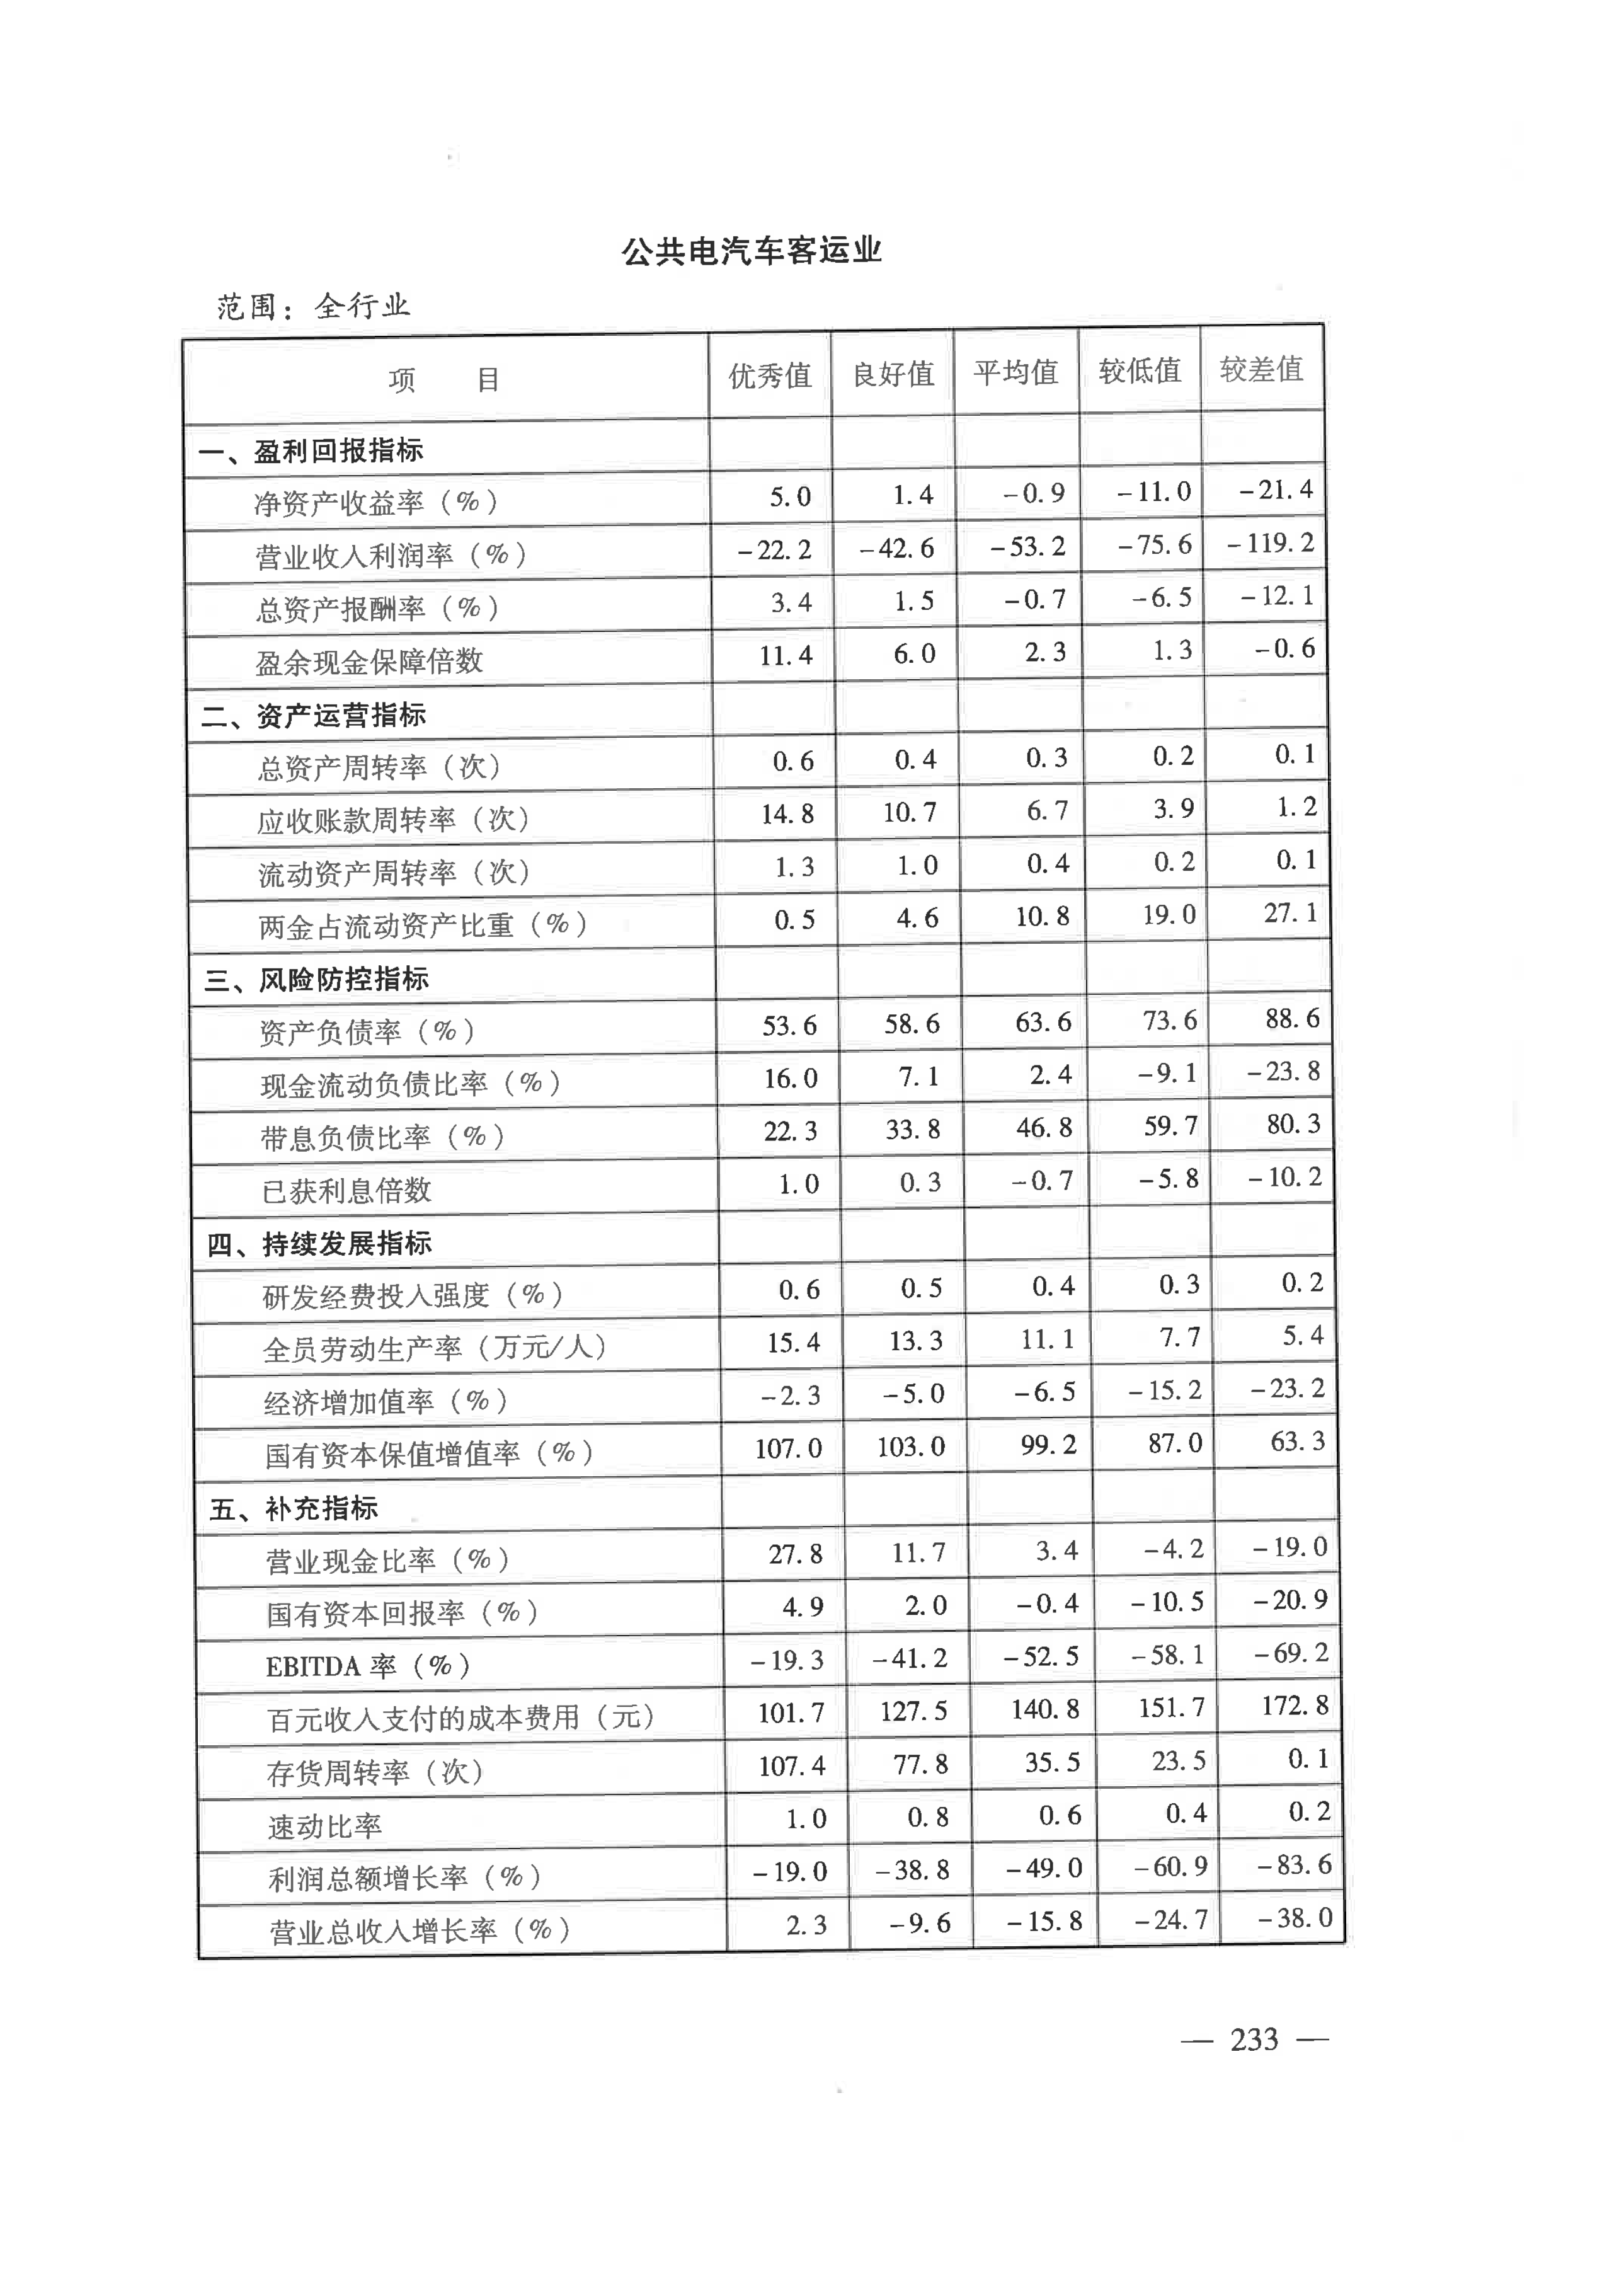 公共电汽车客运业
范围：全行业
项 目 优秀值 良好值 平均值 较低值 较差值
一、盈利回报指标
净资产收益率（%） 5.0 1.4 -0.9 -11.0 -21.4
营业收入利润率（%） -22.2 -42.6 -53.2 -75.6 -119.2
总资产报酬率（%） 3.4 1.5 -0.7 -6.5 -12.1
盈余现金保障倍数 11.4 6.0 2.3 1.3 -0.6
二、资产运营指标
总资产周转率（次） 0.6 0.4 0.3 0.2 0.1
应收账款周转率（次） 14.8 10.7 6.7 3.9 1.2
流动资产周转率（次） 1.3 1.0 0.4 0.2 0.1
两金占流动资产比重（%） 0.5 4.6 10.8 19.0 27.1
三、风险防控指标
资产负债率（%） 53.6 58.6 63.6 73.6 88.6
现金流动负债比率（%） 16.0 7.1 2.4 -9.1 -23.8
带息负债比率（%） 22.3 33.8 46.8 59.7 80.3
已获利息倍数 1.0 0.3 -0.7 -5.8 -10.2
四、持续发展指标
研发经费投入强度（%） 0.6 0.5 0.4 0.3 0.2
全员劳动生产率（万元/人） 15.4 13.3 11.1 7.7 5.4
经济增加值率（%） -2.3 -5.0 -6.5 -15.2 -23.2
国有资本保值增值率（%） 107.0 103.0 99.2 87.0 63.3
五、补充指标
营业现金比率（%） 27.8 11.7 3.4 -4.2 -19.0
国有资本回报率（%） 4.9 2.0 -0.4 -10.5 -20.9
EBITDA 率（%） -19.3 -41.2 -52.5 -58.1 -69.2
百元收入支付的成本费用（元） 101.7 127.5 140.8 151.7 172.8
存货周转率（次） 107.4 77.8 35.5 23.5 0.1
速动比率 1.0 0.8 0.6 0.4 0.2
利润总额增长率（%） -19.0 -38.8 -49.0 -60.9 -83.6
营业总收入增长率（%） 2.3 -9.6 -15.8 -24.7 -38.0
— 233 —